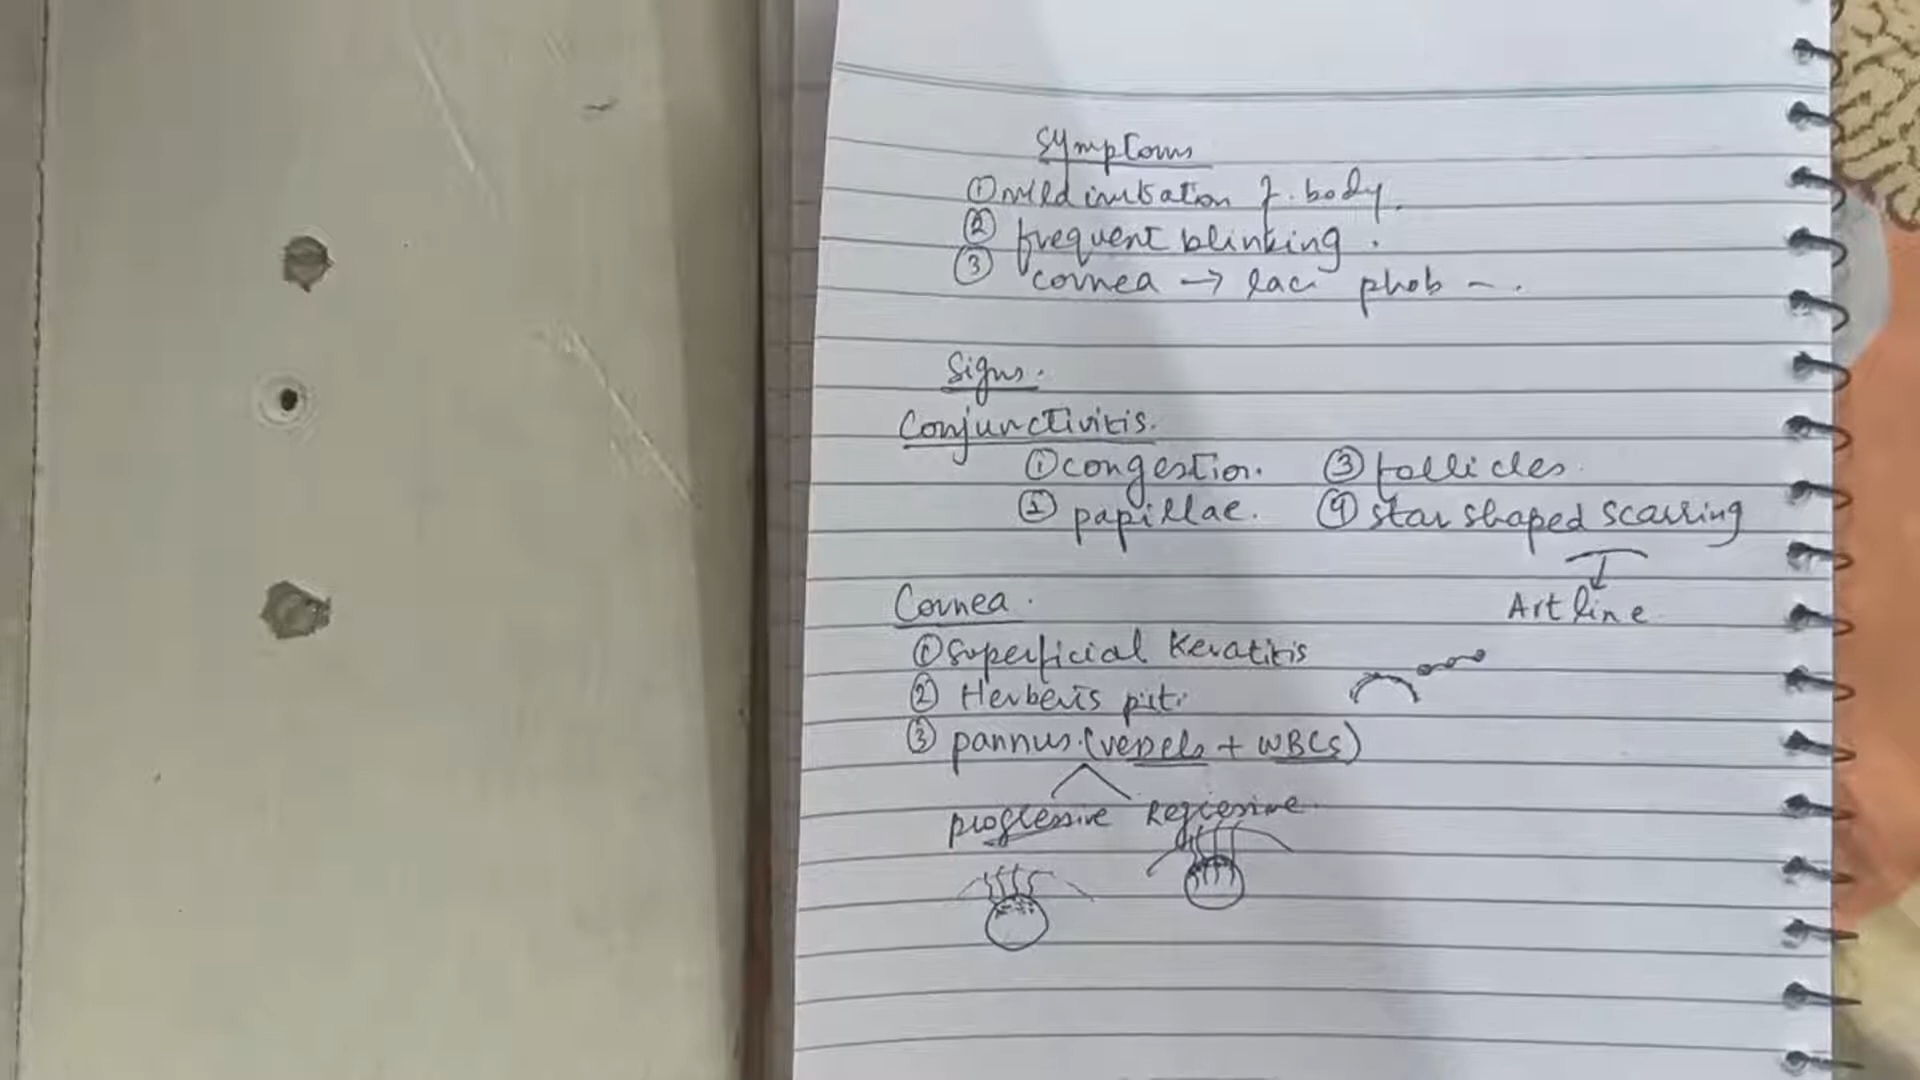 Symptoms
① mild irritation f. body.
② frequent blinking.
③ cornea → lac phob - .
Signs.
Conjunctivitis.
① congestion. ③ follicles.
② papillae. ④ star shaped scarring
↓
Art line
Cornea.
① Superficial Keratitis
② Herberts pit.
③ pannus. (vessels + WBCs)
progressive Regressive